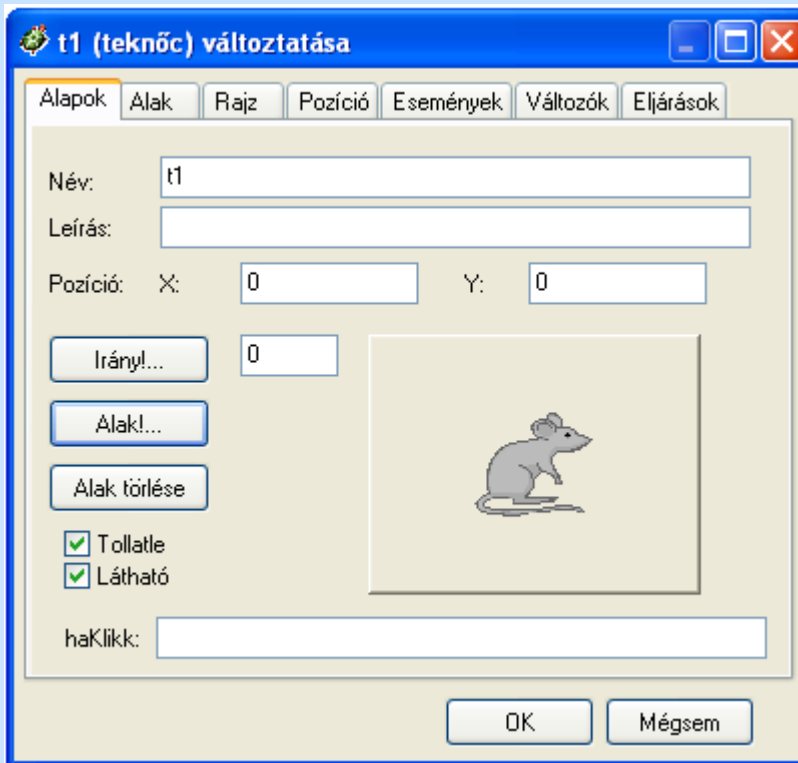 t1 (teknőc) változtatása
Alapok Alak Rajz Pozíció Események Változók Eljárások
Név: t1
Leírás:
Pozíció: X: 0 Y: 0
Irány!... 0
Alak!...
Alak törlése
Tollatle
Látható
haKlikk:
OK Mégsem